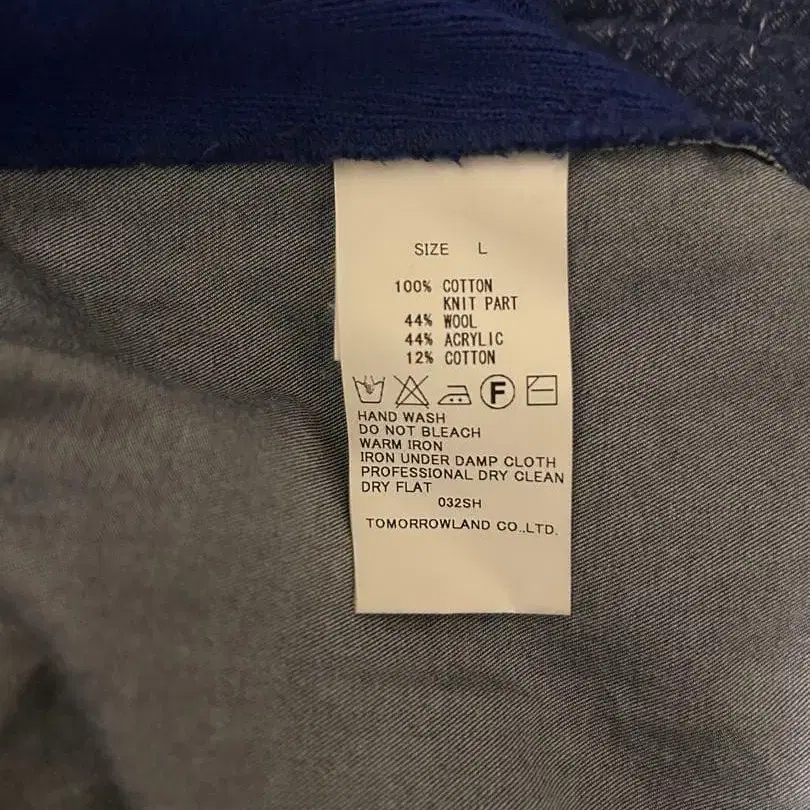 SIZE L
100% COTTON
KNIT PART
44% WOOL
44% ACRYLIC
12% COTTON
F
HAND WASH
DO NOT BLEACH
WARM IRON
IRON UNDER DAMP CLOTH
PROFESSIONAL DRY CLEAN
DRY FLAT
032SH
TOMORROWLAND CO.,LTD.